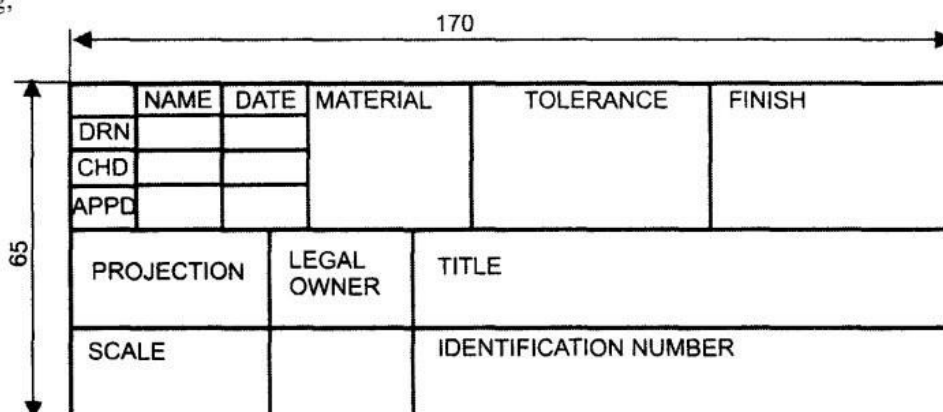 g,
170
NAME DATE MATERIAL TOLERANCE FINISH
DRN
CHD
APPD
65
PROJECTION LEGAL OWNER TITLE
SCALE IDENTIFICATION NUMBER